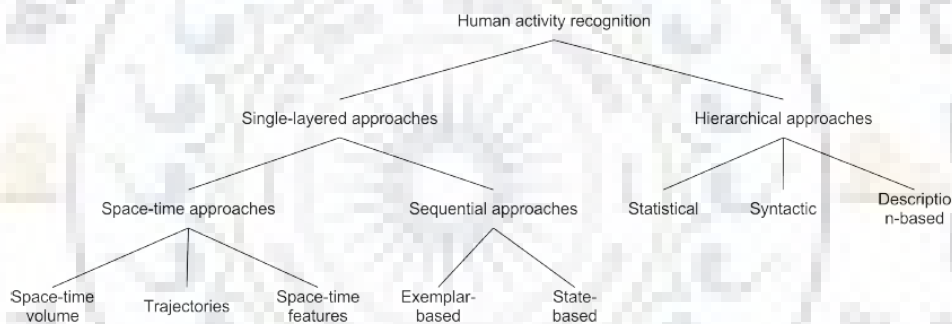 Human activity recognition
Single-layered approaches
Hierarchical approaches
Space-time approaches
Sequential approaches
Statistical
Syntactic
Descriptio
n-based
Space-time
volume
Trajectories
Space-time
features
Exemplar-
based
State-
based